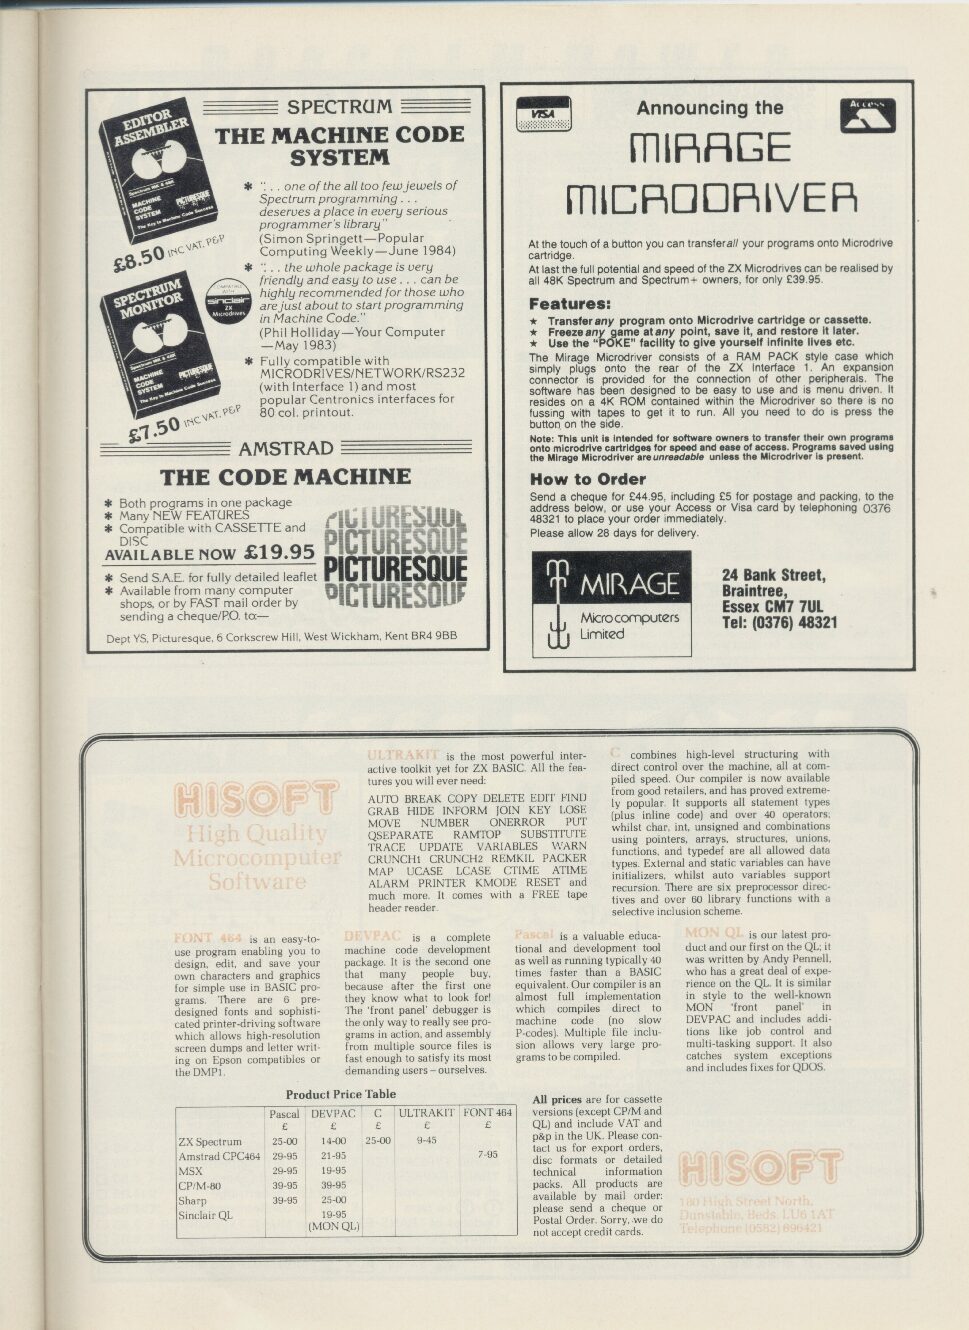 SPECTRUM
THE MACHINE CODE
SYSTEM
EDITOR
ASSEMBLER
Spectrum 16K & 48K
MACHINE
CODE
SYSTEM
PICTURESQUE
The Key to Machine Code Success
£8.50 INC VAT. P&P
✱ “. . . one of the all too few jewels of
Spectrum programming . . .
deserves a place in every serious
programmer's library”
(Simon Springett—Popular
Computing Weekly—June 1984)
✱ “. . . the whole package is very
friendly and easy to use . . . can be
highly recommended for those who
are just about to start programming
in Machine Code.”
(Phil Holliday—Your Computer
—May 1983)
✱ Fully compatible with
MICRODRIVES/NETWORK/RS232
(with Interface 1) and most
popular Centronics interfaces for
80 col. printout.
COMPATIBLE
WITH
sinclair
ZX
Microdrives
SPECTRUM
MONITOR
Spectrum 16K & 48K
MACHINE
CODE
SYSTEM
PICTURESQUE
The Key to Machine Code Success
£7.50 INC VAT. P&P
AMSTRAD
THE CODE MACHINE
✱ Both programs in one package
✱ Many NEW FEATURES
✱ Compatible with CASSETTE and
DISC
AVAILABLE NOW £19.95
✱ Send S.A.E. for fully detailed leaflet
✱ Available from many computer
shops, or by FAST mail order by
sending a cheque/P.O. to:—
PICTURESQUE
PICTURESQUE
PICTURESQUE
PICTURESQUE
Dept YS, Picturesque, 6 Corkscrew Hill, West Wickham, Kent BR4 9BB
VISA
Access
Announcing the
MIRAGE
MICRODRIVER
At the touch of a button you can transfer all your programs onto Microdrive
cartridge.
At last the full potential and speed of the ZX Microdrives can be realised by
all 48K Spectrum and Spectrum+ owners, for only £39.95.
Features:
★ Transfer any program onto Microdrive cartridge or cassette.
★ Freeze any game at any point, save it, and restore it later.
★ Use the “POKE” facility to give yourself infinite lives etc.
The Mirage Microdriver consists of a RAM PACK style case which
simply plugs onto the rear of the ZX Interface 1. An expansion
connector is provided for the connection of other peripherals. The
software has been designed to be easy to use and is menu driven. It
resides on a 4K ROM contained within the Microdriver so there is no
fussing with tapes to get it to run. All you need to do is press the
button on the side.
Note: This unit is intended for software owners to transfer their own programs
onto microdrive cartridges for speed and ease of access. Programs saved using
the Mirage Microdriver are unreadable unless the Microdriver is present.
How to Order
Send a cheque for £44.95, including £5 for postage and packing, to the
address below, or use your Access or Visa card by telephoning 0376
48321 to place your order immediately.
Please allow 28 days for delivery.
MIRAGE
Microcomputers
Limited
24 Bank Street,
Braintree,
Essex CM7 7UL
Tel: (0376) 48321
HISOFT
High Quality
Microcomputer
Software
ULTRAKIT is the most powerful inter-
active toolkit yet for ZX BASIC. All the fea-
tures you will ever need:
AUTO BREAK COPY DELETE EDIT FIND
GRAB HIDE INFORM JOIN KEY LOSE
MOVE NUMBER ONERROR PUT
QSEPARATE RAMTOP SUBSTITUTE
TRACE UPDATE VARIABLES WARN
CRUNCH1 CRUNCH2 REMKIL PACKER
MAP UCASE LCASE CTIME ATIME
ALARM PRINTER KMODE RESET and
much more. It comes with a FREE tape
header reader.
C combines high-level structuring with
direct control over the machine, all at com-
piled speed. Our compiler is now available
from good retailers, and has proved extreme-
ly popular. It supports all statement types
(plus inline code) and over 40 operators;
whilst char, int, unsigned and combinations
using pointers, arrays, structures, unions,
functions, and typedef are all allowed data
types. External and static variables can have
initializers, whilst auto variables support
recursion. There are six preprocessor direc-
tives and over 60 library functions with a
selective inclusion scheme.
FONT 464 is an easy-to-
use program enabling you to
design, edit, and save your
own characters and graphics
for simple use in BASIC pro-
grams. There are 6 pre-
designed fonts and sophisti-
cated printer-driving software
which allows high-resolution
screen dumps and letter writ-
ing on Epson compatibles or
the DMP1.
DEVPAC is a complete
machine code development
package. It is the second one
that many people buy,
because after the first one
they know what to look for!
The 'front panel' debugger is
the only way to really see pro-
grams in action, and assembly
from multiple source files is
fast enough to satisfy its most
demanding users – ourselves.
Pascal is a valuable educa-
tional and development tool
as well as running typically 40
times faster than a BASIC
equivalent. Our compiler is an
almost full implementation
which compiles direct to
machine code (no slow
P-codes). Multiple file inclu-
sion allows very large pro-
grams to be compiled.
MON QL is our latest pro-
duct and our first on the QL; it
was written by Andy Pennell,
who has a great deal of expe-
rience on the QL. It is similar
in style to the well-known
MON 'front panel' in
DEVPAC and includes addi-
tions like job control and
multi-tasking support. It also
catches system exceptions
and includes fixes for QDOS.
Product Price Table
Pascal DEVPAC C ULTRAKIT FONT 464
£ £ £ £ £
ZX Spectrum 25-00 14-00 25-00 9-45
Amstrad CPC464 29-95 21-95 7-95
MSX 29-95 19-95
CP/M-80 39-95 39-95
Sharp 39-95 25-00
Sinclair QL 19-95
(MON QL)
All prices are for cassette
versions (except CP/M and
QL) and include VAT and
p&p in the UK. Please con-
tact us for export orders,
disc formats or detailed
technical information
packs. All products are
available by mail order:
please send a cheque or
Postal Order. Sorry, we do
not accept credit cards.
HISOFT
180 High Street North,
Dunstable, Beds. LU6 1AT
Telephone (0582) 696421